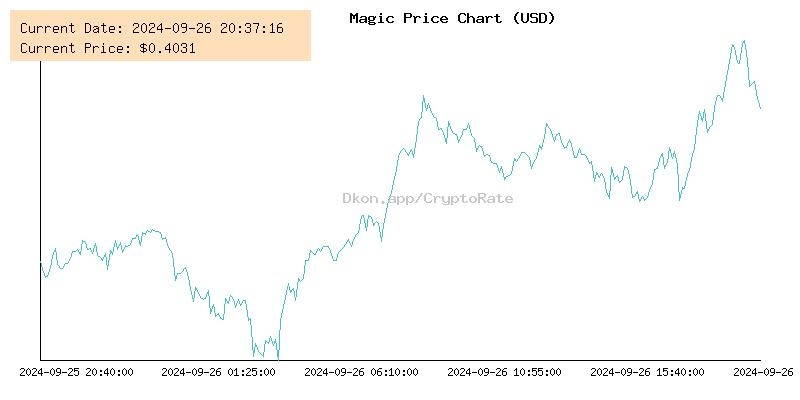 Magic Price Chart (USD)
Current Date: 2024-09-26 20:37:16
Current Price: $0.4031
Dkon.app/CryptoRate
2024-09-25 20:40:00 2024-09-26 01:25:00 2024-09-26 06:10:00 2024-09-26 10:55:00 2024-09-26 15:40:00 2024-09-26